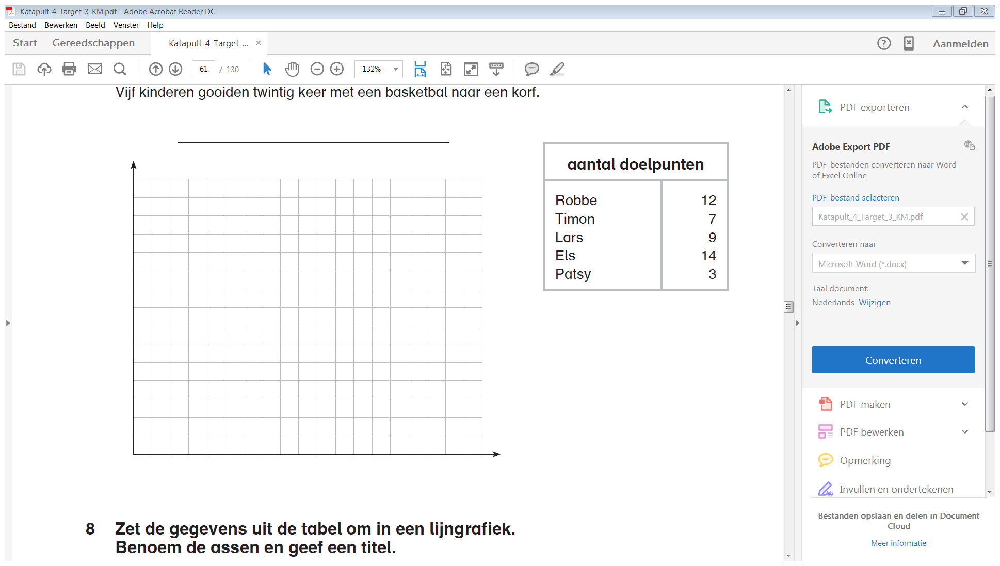 Katapult_4_Target_3_KM.pdf - Adobe Acrobat Reader DC
Bestand Bewerken Beeld Venster Help
Start Gereedschappen Katapult_4_Target_... × Aanmelden
61 / 130 132%
Vijf kinderen gooiden twintig keer met een basketbal naar een korf.
aantal doelpunten
Robbe 12
Timon 7
Lars 9
Els 14
Patsy 3
8 Zet de gegevens uit de tabel om in een lijngrafiek.
Benoem de assen en geef een titel.
PDF exporteren
Adobe Export PDF
PDF-bestanden converteren naar Word
of Excel Online
PDF-bestand selecteren
Katapult_4_Target_3_KM.pdf
Converteren naar
Microsoft Word (*.docx)
Taal document:
Nederlands Wijzigen
Converteren
PDF maken
PDF bewerken
Opmerking
Invullen en ondertekenen
Bestanden opslaan en delen in Document
Cloud
Meer informatie